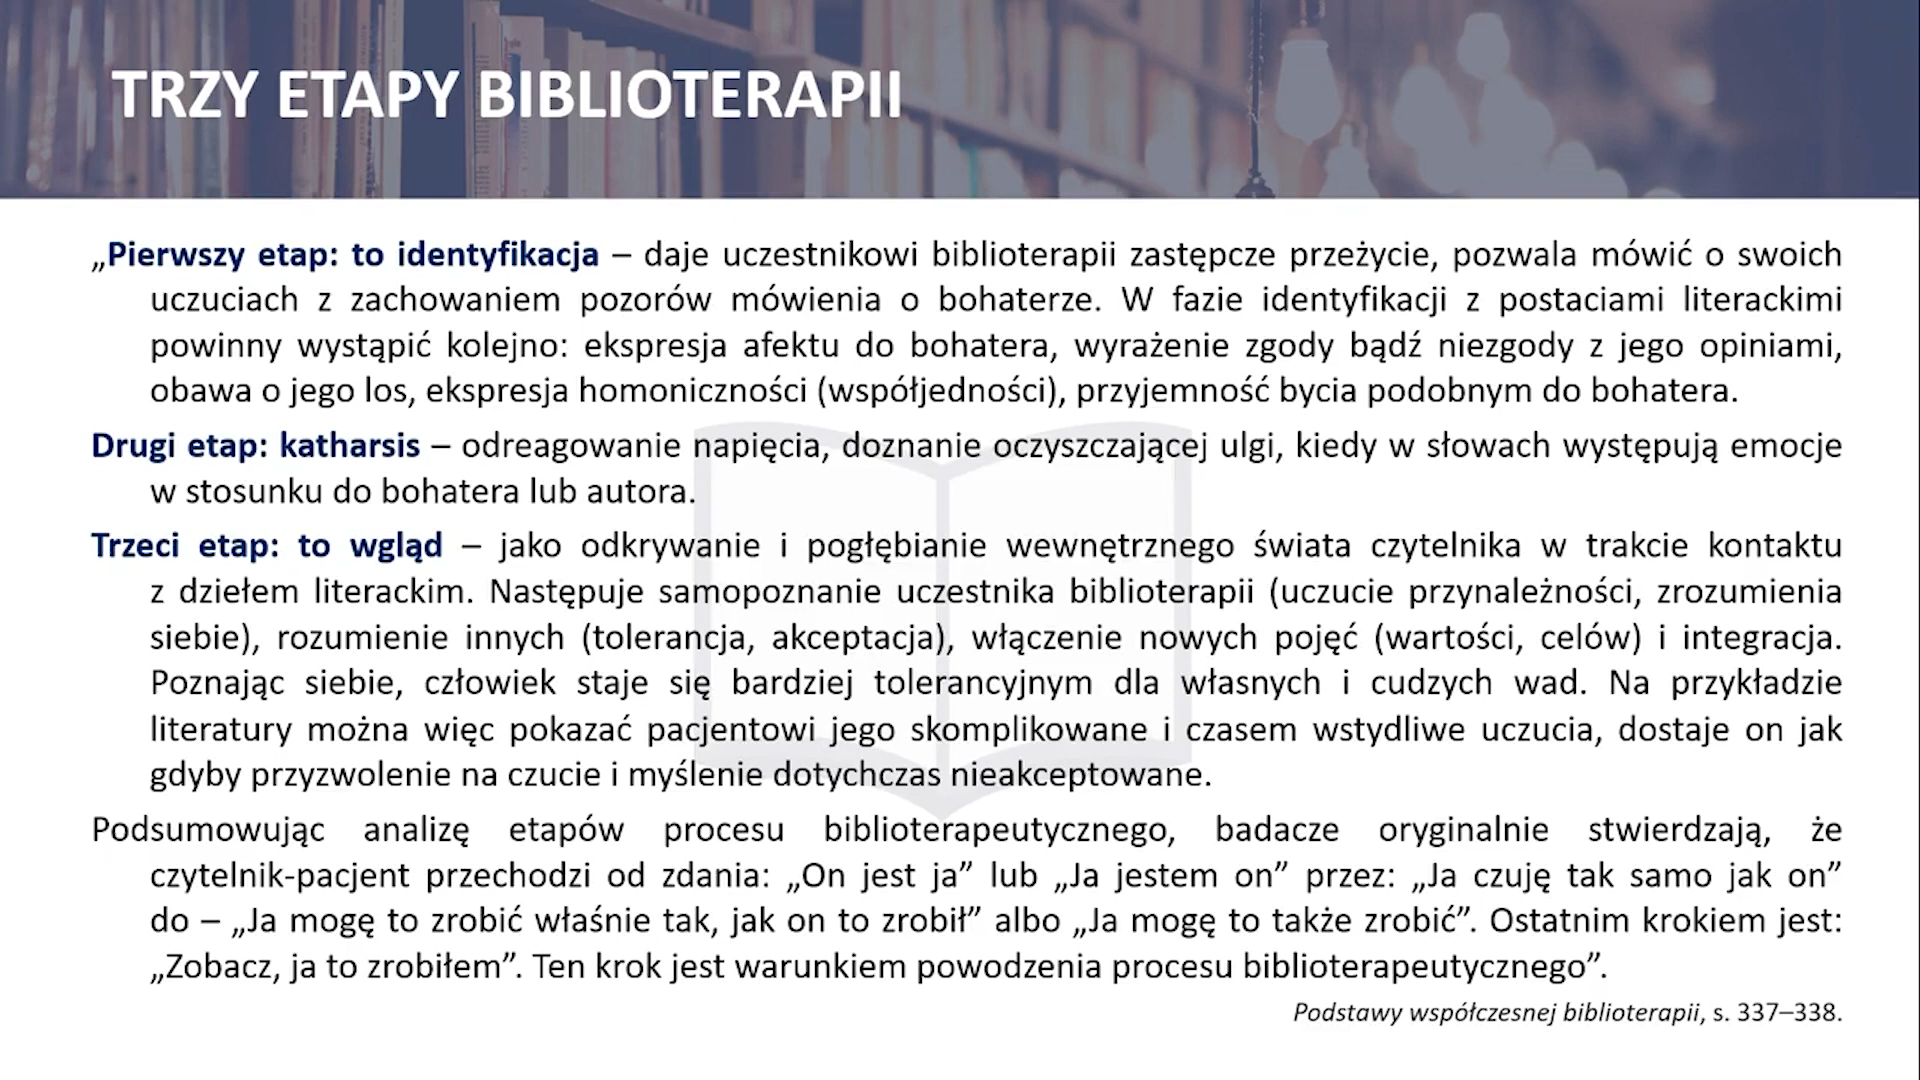 TRZY ETAPY BIBLIOTERAPII
„Pierwszy etap: to identyfikacja – daje uczestnikowi biblioterapii zastępcze przeżycie, pozwala mówić o swoich
uczuciach z zachowaniem pozorów mówienia o bohaterze. W fazie identyfikacji z postaciami literackimi
powinny wystąpić kolejno: ekspresja afektu do bohatera, wyrażenie zgody bądź niezgody z jego opiniami,
obawa o jego los, ekspresja homoniczności (współjedności), przyjemność bycia podobnym do bohatera.
Drugi etap: katharsis – odreagowanie napięcia, doznanie oczyszczającej ulgi, kiedy w słowach występują emocje
w stosunku do bohatera lub autora.
Trzeci etap: to wgląd – jako odkrywanie i pogłębianie wewnętrznego świata czytelnika w trakcie kontaktu
z dziełem literackim. Następuje samopoznanie uczestnika biblioterapii (uczucie przynależności, zrozumienia
siebie), rozumienie innych (tolerancja, akceptacja), włączenie nowych pojęć (wartości, celów) i integracja.
Poznając siebie, człowiek staje się bardziej tolerancyjnym dla własnych i cudzych wad. Na przykładzie
literatury można więc pokazać pacjentowi jego skomplikowane i czasem wstydliwe uczucia, dostaje on jak
gdyby przyzwolenie na czucie i myślenie dotychczas nieakceptowane.
Podsumowując analizę etapów procesu biblioterapeutycznego, badacze oryginalnie stwierdzają, że
czytelnik-pacjent przechodzi od zdania: „On jest ja” lub „Ja jestem on” przez: „Ja czuję tak samo jak on”
do – „Ja mogę to zrobić właśnie tak, jak on to zrobił” albo „Ja mogę to także zrobić”. Ostatnim krokiem jest:
„Zobacz, ja to zrobiłem”. Ten krok jest warunkiem powodzenia procesu biblioterapeutycznego”.
Podstawy współczesnej biblioterapii, s. 337–338.